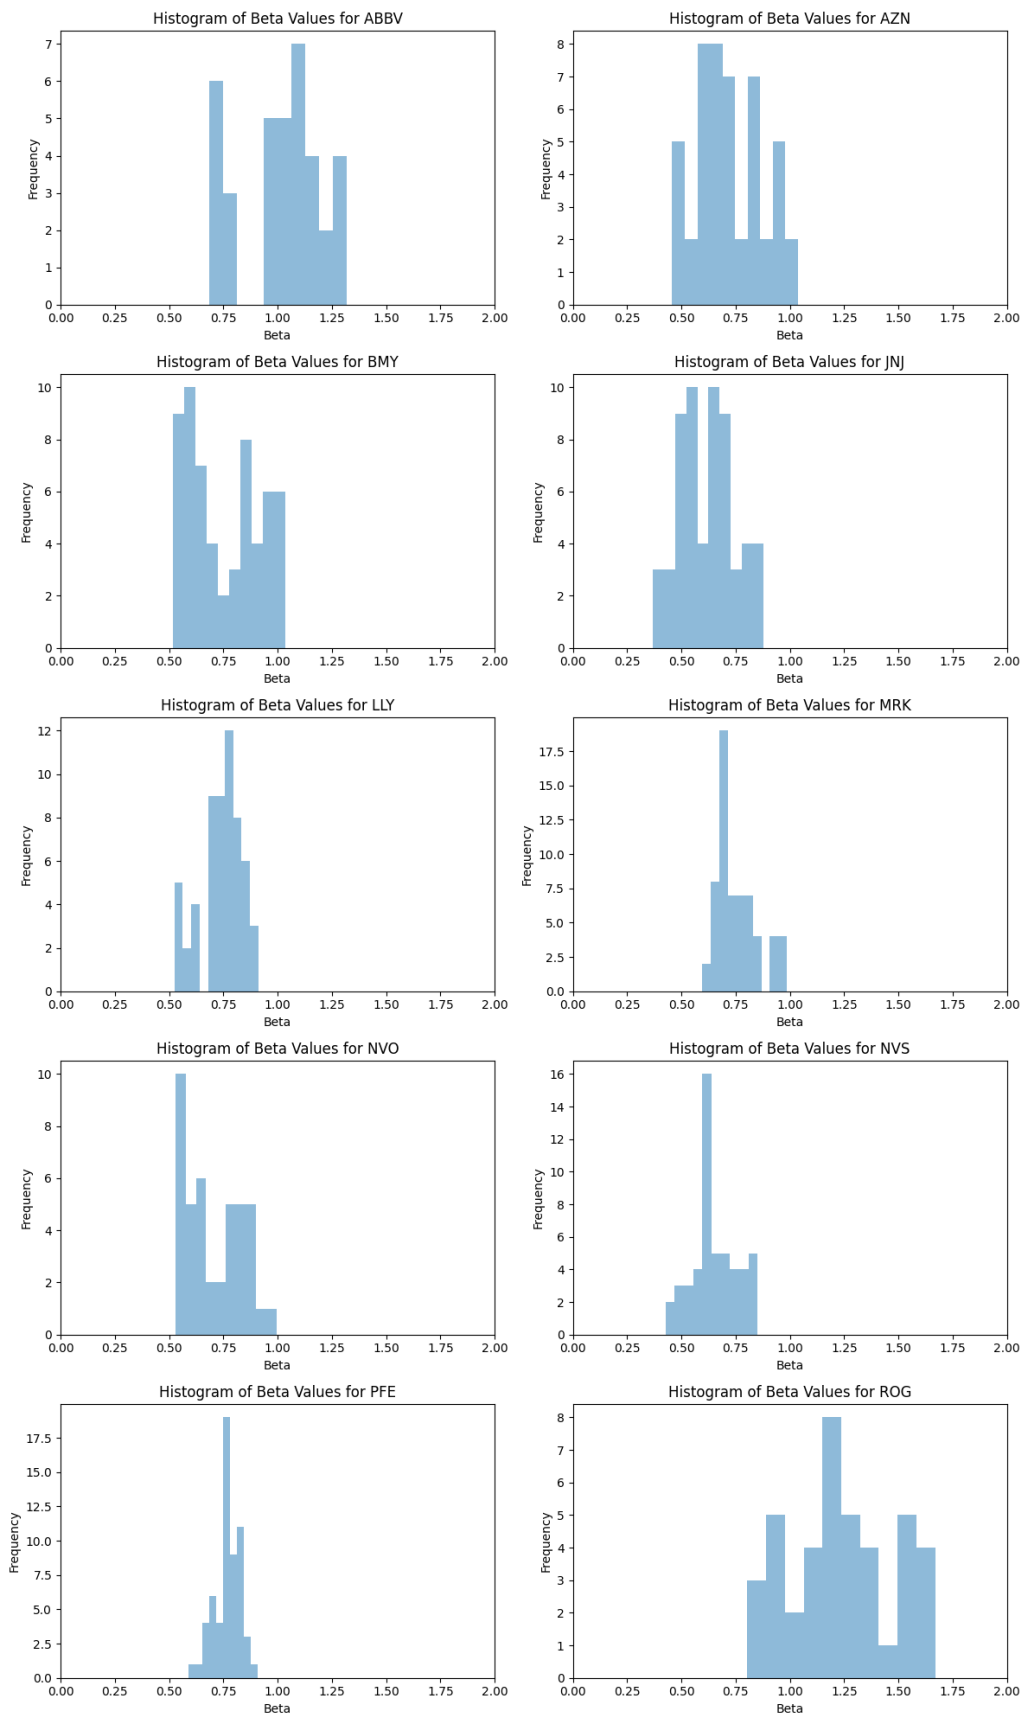 Histogram of Beta Values for ABBV
Frequency
7
6
5
4
3
2
1
0
0.00 0.25 0.50 0.75 1.00 1.25 1.50 1.75 2.00
Beta
Histogram of Beta Values for AZN
Frequency
8
7
6
5
4
3
2
1
0
0.00 0.25 0.50 0.75 1.00 1.25 1.50 1.75 2.00
Beta
Histogram of Beta Values for BMY
Frequency
10
8
6
4
2
0
0.00 0.25 0.50 0.75 1.00 1.25 1.50 1.75 2.00
Beta
Histogram of Beta Values for JNJ
Frequency
10
8
6
4
2
0
0.00 0.25 0.50 0.75 1.00 1.25 1.50 1.75 2.00
Beta
Histogram of Beta Values for LLY
Frequency
12
10
8
6
4
2
0
0.00 0.25 0.50 0.75 1.00 1.25 1.50 1.75 2.00
Beta
Histogram of Beta Values for MRK
Frequency
17.5
15.0
12.5
10.0
7.5
5.0
2.5
0.0
0.00 0.25 0.50 0.75 1.00 1.25 1.50 1.75 2.00
Beta
Histogram of Beta Values for NVO
Frequency
10
8
6
4
2
0
0.00 0.25 0.50 0.75 1.00 1.25 1.50 1.75 2.00
Beta
Histogram of Beta Values for NVS
Frequency
16
14
12
10
8
6
4
2
0
0.00 0.25 0.50 0.75 1.00 1.25 1.50 1.75 2.00
Beta
Histogram of Beta Values for PFE
Frequency
17.5
15.0
12.5
10.0
7.5
5.0
2.5
0.0
0.00 0.25 0.50 0.75 1.00 1.25 1.50 1.75 2.00
Beta
Histogram of Beta Values for ROG
Frequency
8
7
6
5
4
3
2
1
0
0.00 0.25 0.50 0.75 1.00 1.25 1.50 1.75 2.00
Beta